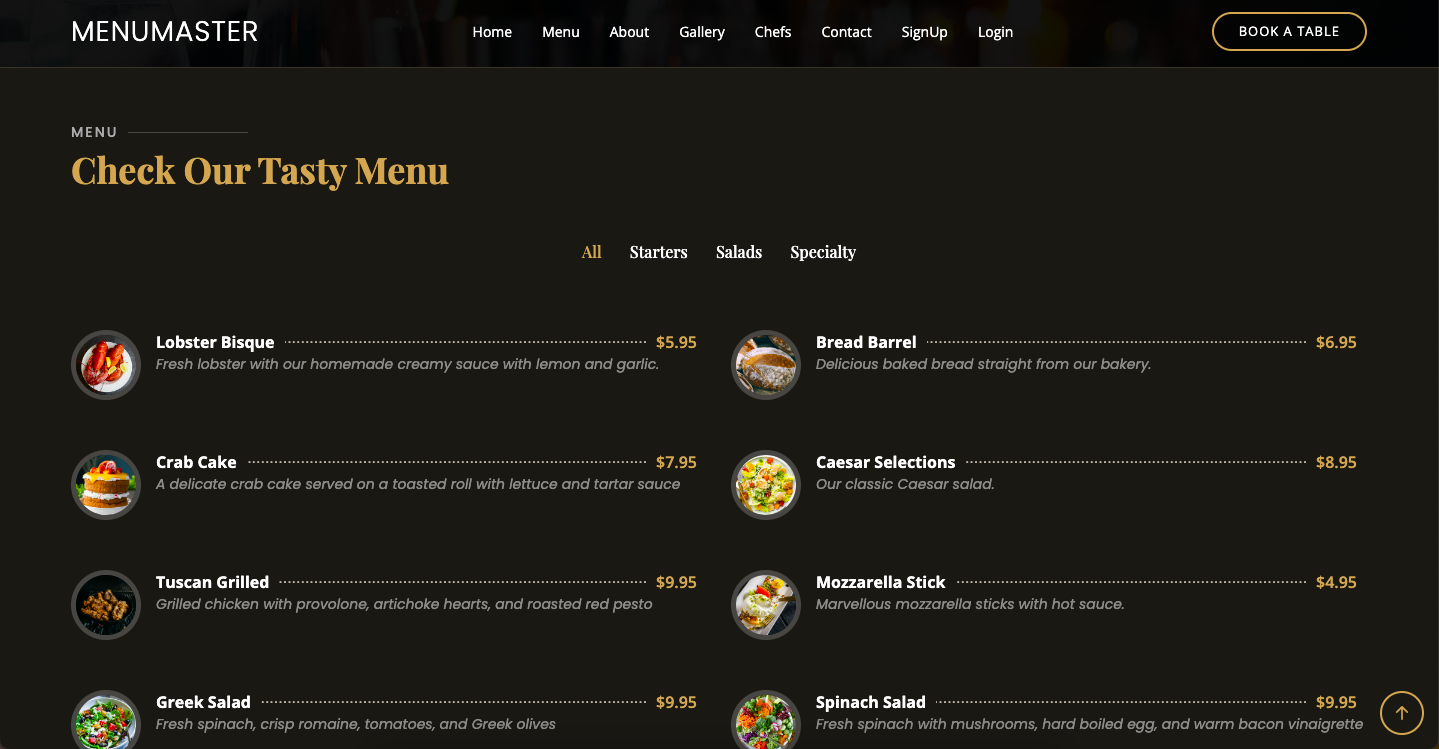 MENUMASTER
Home Menu About Gallery Chefs Contact SignUp Login
BOOK A TABLE
MENU
Check Our Tasty Menu
All Starters Salads Specialty
Lobster Bisque $5.95
Fresh lobster with our homemade creamy sauce with lemon and garlic.
Bread Barrel $6.95
Delicious baked bread straight from our bakery.
Crab Cake $7.95
A delicate crab cake served on a toasted roll with lettuce and tartar sauce
Caesar Selections $8.95
Our classic Caesar salad.
Tuscan Grilled $9.95
Grilled chicken with provolone, artichoke hearts, and roasted red pesto
Mozzarella Stick $4.95
Marvellous mozzarella sticks with hot sauce.
Greek Salad $9.95
Fresh spinach, crisp romaine, tomatoes, and Greek olives
Spinach Salad $9.95
Fresh spinach with mushrooms, hard boiled egg, and warm bacon vinaigrette